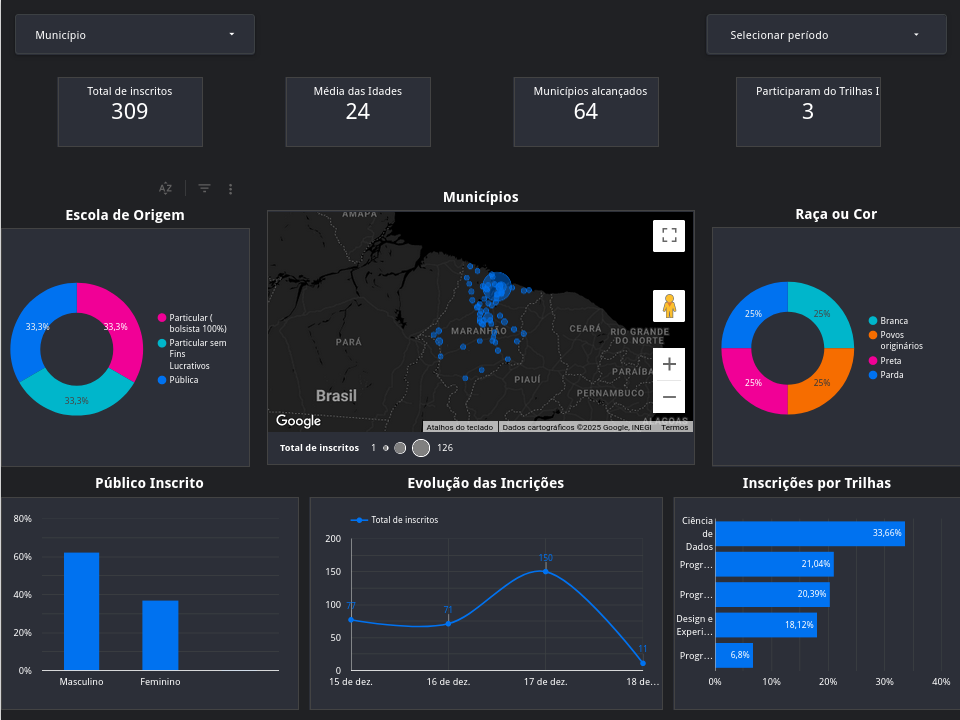 Município
Selecionar período
Total de inscritos
309
Média das Idades
24
Municípios alcançados
64
Participaram do Trilhas I
3
Escola de Origem
33,3%
33,3%
33,3%
Particular (
bolsista 100%)
Particular sem
Fins
Lucrativos
Pública
Municípios
AMAPÁ
PARÁ
MARANHÃO
CEARÁ
RIO GRANDE
DO NORTE
PARAÍBA
PIAUÍ
PERNAMBUCO
ALAGOAS
Brasil
Google
Atalhos do teclado
Dados cartográficos ©2025 Google, INEGI
Termos
Total de inscritos
1
126
Raça ou Cor
25%
25%
25%
25%
Branca
Povos
originários
Preta
Parda
Público Inscrito
80%
60%
40%
20%
0%
Masculino
Feminino
Evolução das Incrições
Total de inscritos
200
150
100
50
0
77
71
150
11
15 de dez.
16 de dez.
17 de dez.
18 de…
Inscrições por Trilhas
Ciência
de
Dados
33,66%
Progr…
21,04%
Progr…
20,39%
Design e
Experi…
18,12%
Progr…
6,8%
0%
10%
20%
30%
40%